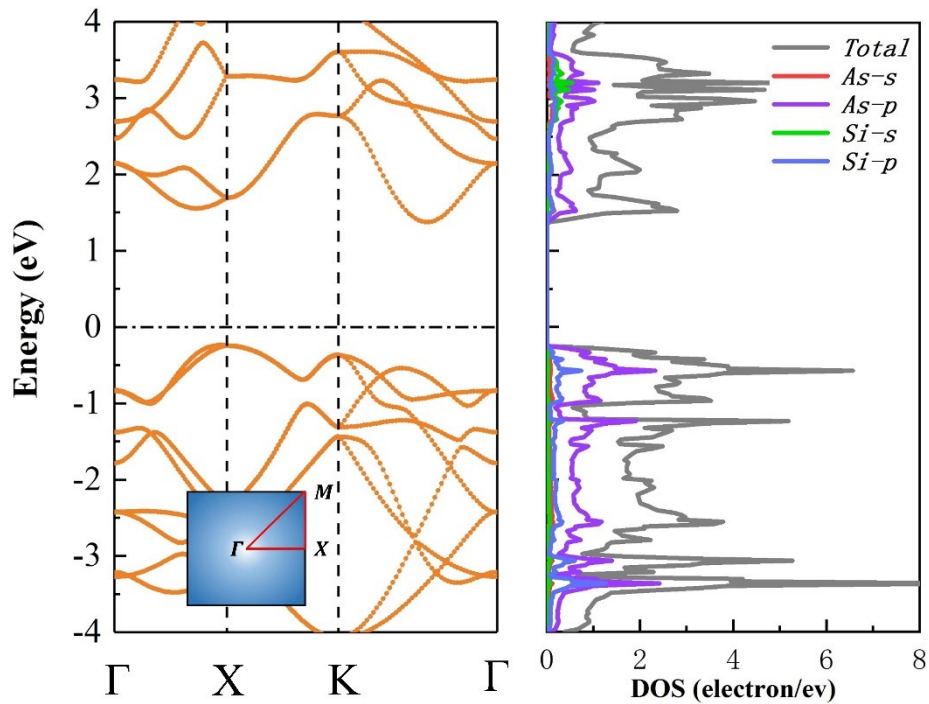 Energy (eV)
4
3
2
1
0
-1
-2
-3
-4
M
Γ
X
Γ
X
K
Γ
Total
As-s
As-p
Si-s
Si-p
0
2
4
6
8
DOS (electron/ev)